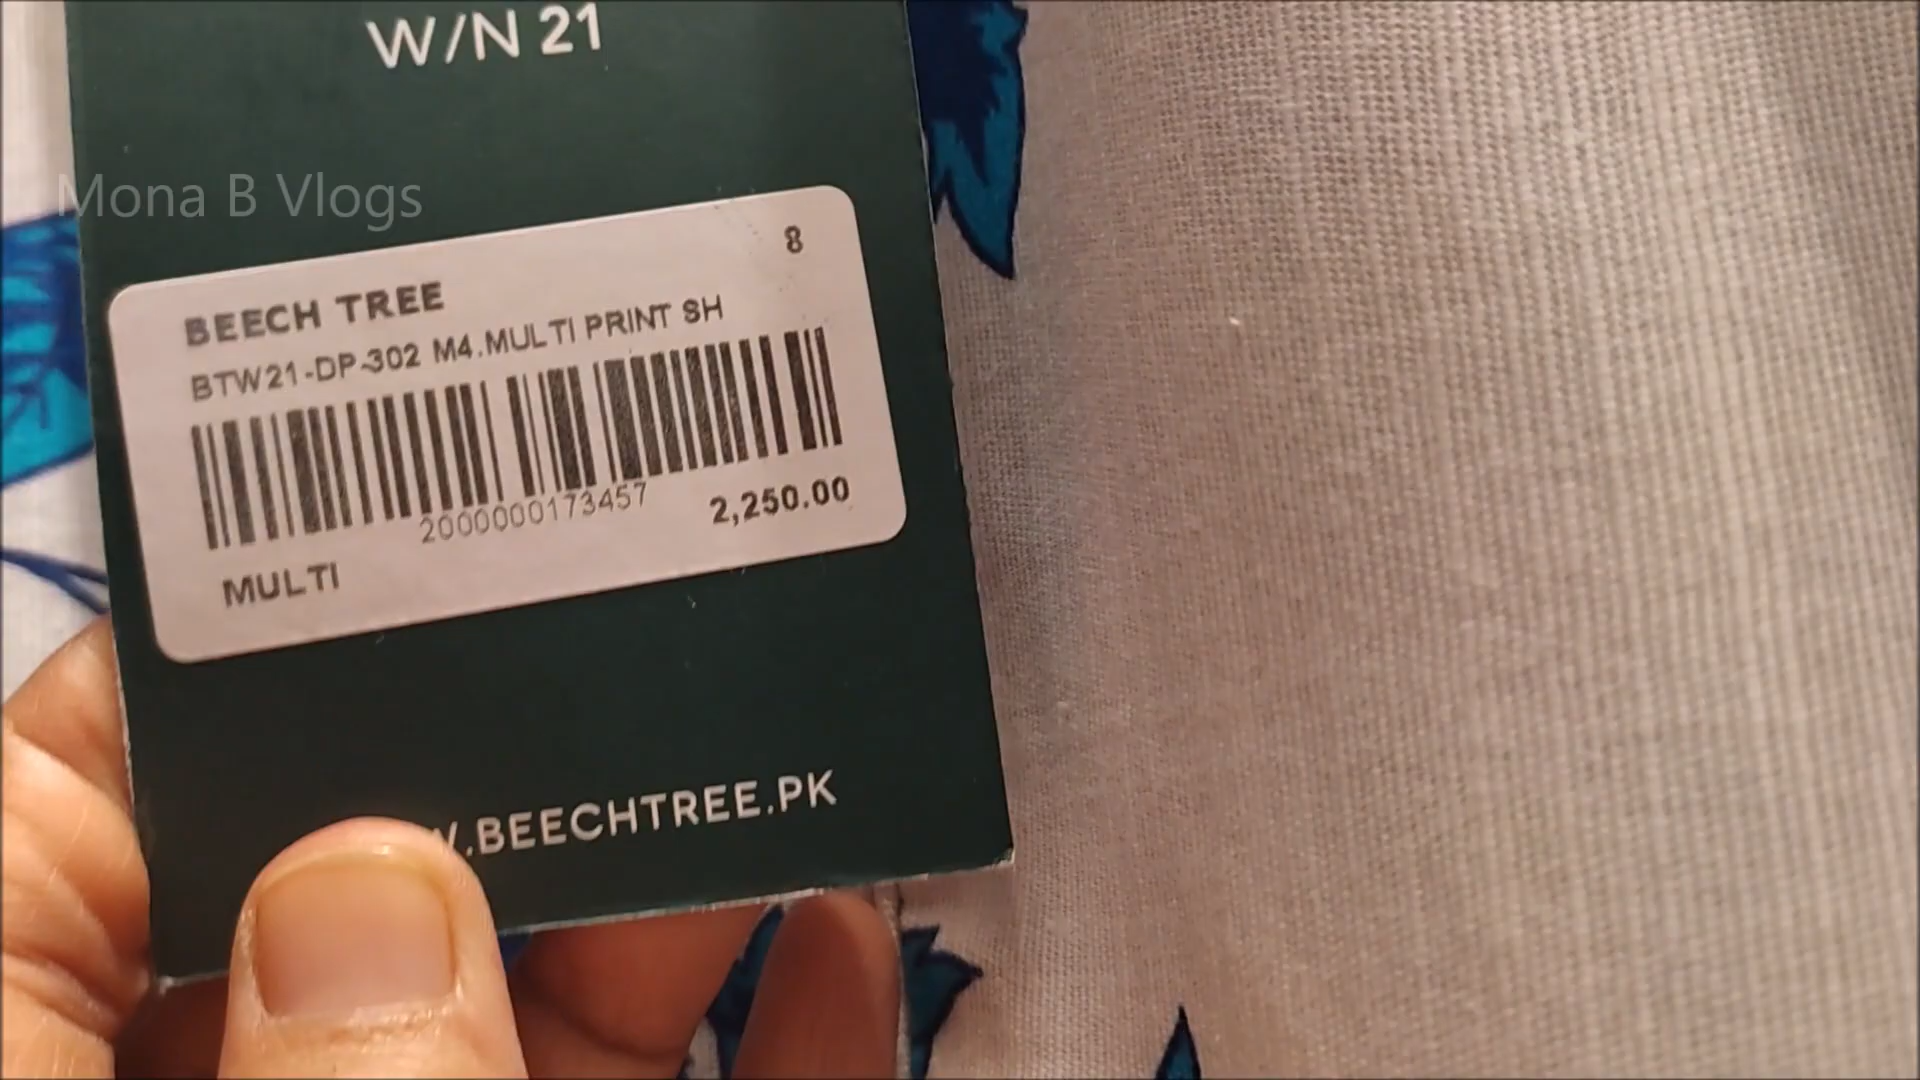 W/N 21
Mona B Vlogs
8
BEECH TREE
BTW21-DP-302 M4.MULTI PRINT SH
2000000173457
2,250.00
MULTI
W.BEECHTREE.PK